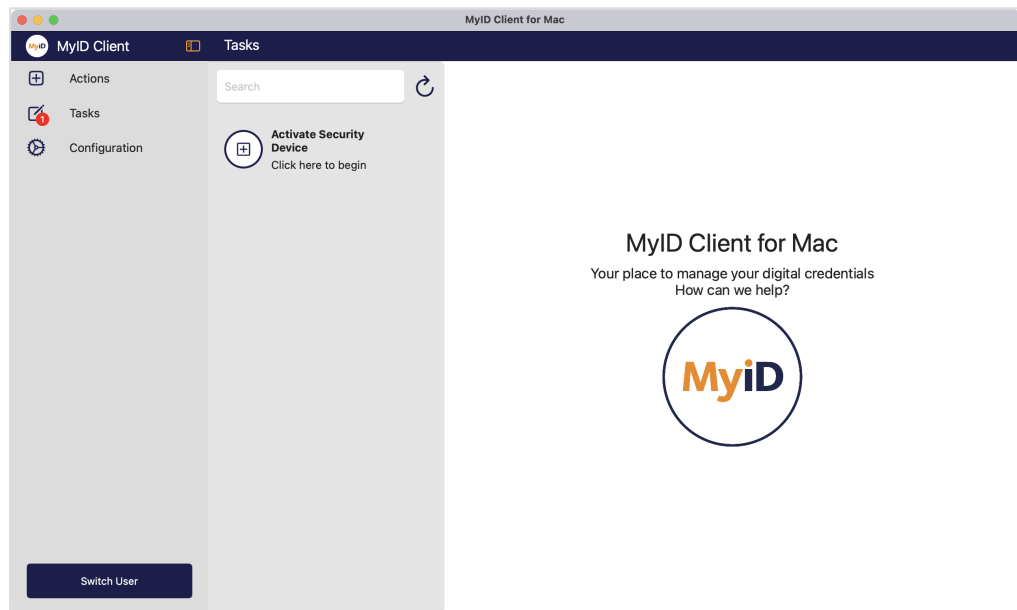 MyID Client for Mac
MyiD MyID Client
Tasks
Actions
Tasks
1
Configuration
Switch User
Search
Activate Security
Device
Click here to begin
MyID Client for Mac
Your place to manage your digital credentials
How can we help?
MyiD